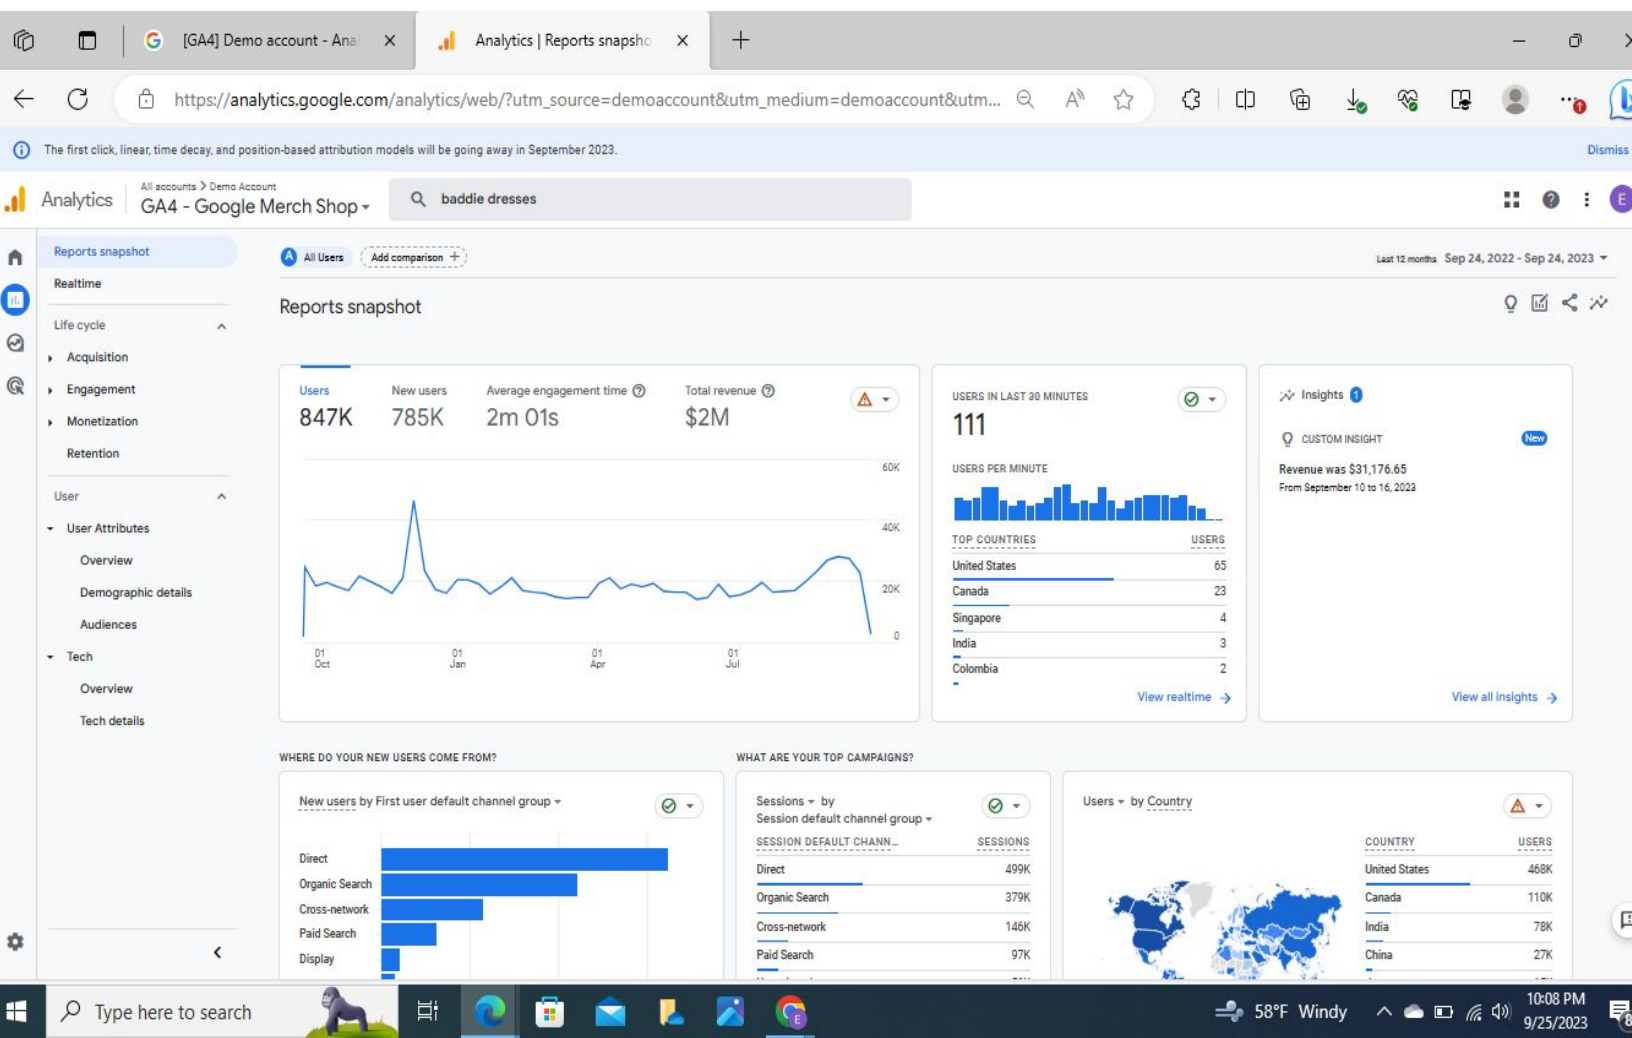 [GA4] Demo account - Ana
Analytics | Reports snapsho
https://analytics.google.com/analytics/web/?utm_source=demoaccount&utm_medium=demoaccount&utm...
The first click, linear, time decay, and position-based attribution models will be going away in September 2023.
Dismiss
Analytics
All accounts > Demo Account
GA4 - Google Merch Shop
baddie dresses
E
Reports snapshot
Realtime
Life cycle
Acquisition
Engagement
Monetization
Retention
User
User Attributes
Overview
Demographic details
Audiences
Tech
Overview
Tech details
A All Users
Add comparison +
Last 12 months Sep 24, 2022 - Sep 24, 2023
Reports snapshot
Users
847K
New users
785K
Average engagement time
2m 01s
Total revenue
$2M
60K
40K
20K
0
01 Oct
01 Jan
01 Apr
01 Jul
USERS IN LAST 30 MINUTES
111
USERS PER MINUTE
TOP COUNTRIES USERS
United States 65
Canada 23
Singapore 4
India 3
Colombia 2
View realtime
Insights 1
CUSTOM INSIGHT New
Revenue was $31,176.65
From September 10 to 16, 2023
View all insights
WHERE DO YOUR NEW USERS COME FROM?
New users by First user default channel group
Direct
Organic Search
Cross-network
Paid Search
Display
WHAT ARE YOUR TOP CAMPAIGNS?
Sessions by
Session default channel group
SESSION DEFAULT CHANN... SESSIONS
Direct 499K
Organic Search 379K
Cross-network 146K
Paid Search 97K
Users by Country
COUNTRY USERS
United States 468K
Canada 110K
India 78K
China 27K
Type here to search
58°F Windy
10:08 PM
9/25/2023
8